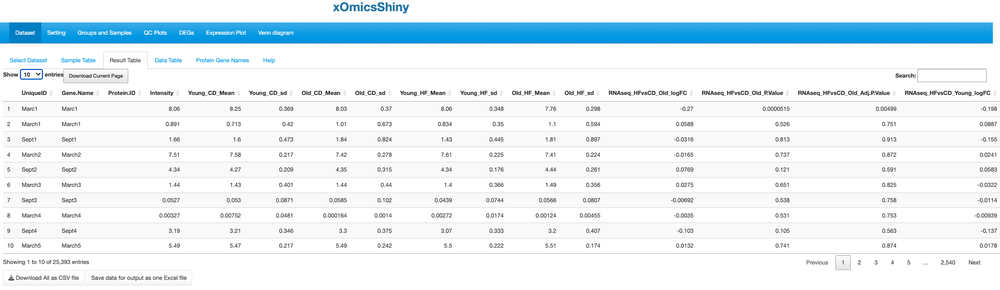 xOmicsShiny
Dataset Setting Groups and Samples QC Plots DEGs Expression Plot Venn diagram
Select Dataset Sample Table Result Table Data Table Protein Gene Names Help
Show 10 entries Download Current Page Search:
UniqueID Gene.Name Protein.ID Intensity Young_CD_Mean Young_CD_sd Old_CD_Mean Old_CD_sd Young_HF_Mean Young_HF_sd Old_HF_Mean Old_HF_sd RNAseq_HFvsCD_Old_logFC RNAseq_HFvsCD_Old_P.Value RNAseq_HFvsCD_Old_Adj.P.Value RNAseq_HFvsCD_Young_logFC
1 Marc1 Marc1 8.06 8.25 0.369 8.03 0.37 8.06 0.348 7.76 0.298 -0.27 0.0000515 0.00499 -0.198
2 March1 March1 0.891 0.713 0.42 1.01 0.673 0.834 0.35 1.1 0.594 0.0588 0.526 0.751 0.0887
3 Sept1 Sept1 1.66 1.6 0.473 1.84 0.824 1.43 0.445 1.81 0.897 -0.0316 0.813 0.913 -0.155
4 March2 March2 7.51 7.58 0.217 7.42 0.278 7.61 0.225 7.41 0.224 -0.0165 0.737 0.872 0.0241
5 Sept2 Sept2 4.34 4.27 0.209 4.35 0.315 4.34 0.176 4.44 0.261 0.0769 0.121 0.591 0.0583
6 March3 March3 1.44 1.43 0.401 1.44 0.44 1.4 0.366 1.49 0.356 0.0275 0.651 0.825 -0.0322
7 Sept3 Sept3 0.0527 0.053 0.0871 0.0585 0.102 0.0439 0.0744 0.0566 0.0807 -0.00692 0.538 0.758 -0.0114
8 March4 March4 0.00327 0.00752 0.0481 0.000164 0.0014 0.00272 0.0174 0.00124 0.00455 -0.0035 0.531 0.753 -0.00939
9 Sept4 Sept4 3.19 3.21 0.346 3.3 0.375 3.07 0.333 3.2 0.407 -0.103 0.105 0.563 -0.137
10 March5 March5 5.49 5.47 0.217 5.49 0.242 5.5 0.222 5.51 0.174 0.0132 0.741 0.874 0.0178
Showing 1 to 10 of 25,393 entries Previous 1 2 3 4 5 … 2,540 Next
Download All as CSV file Save data for output as one Excel file